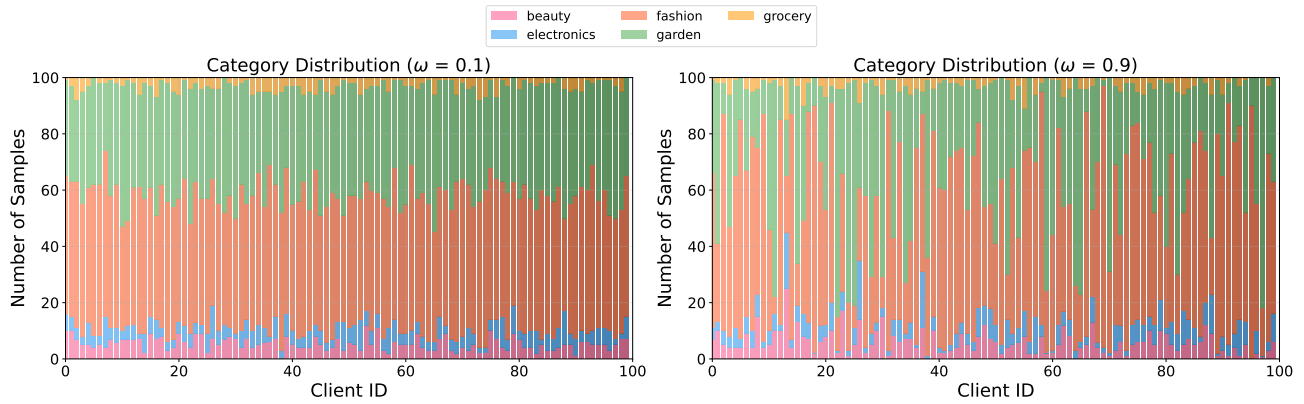 beauty
fashion
grocery
electronics
garden
Category Distribution (ω = 0.1)
Number of Samples
100
80
60
40
20
0
0
20
40
60
80
100
Client ID
Category Distribution (ω = 0.9)
Number of Samples
100
80
60
40
20
0
0
20
40
60
80
100
Client ID